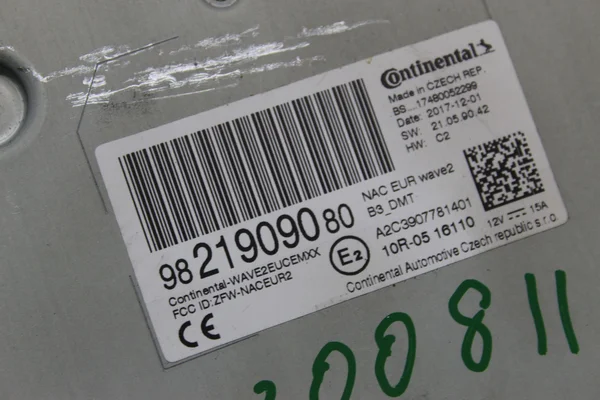 Continental
Made in CZECH REP.
BS....17480052299
Date: 2017-12-01
SW: 21.05.90.42
HW: C2
NAC EUR wave2
B3_DMT
98 219090 80
A2C3907781401
12V 15A
Continental-WAVE2EUCEMXX
FCC ID:ZFW-NACEUR2
E2
10R-05 16110
CE
Continental Automotive Czech republic s.r.o.
00811